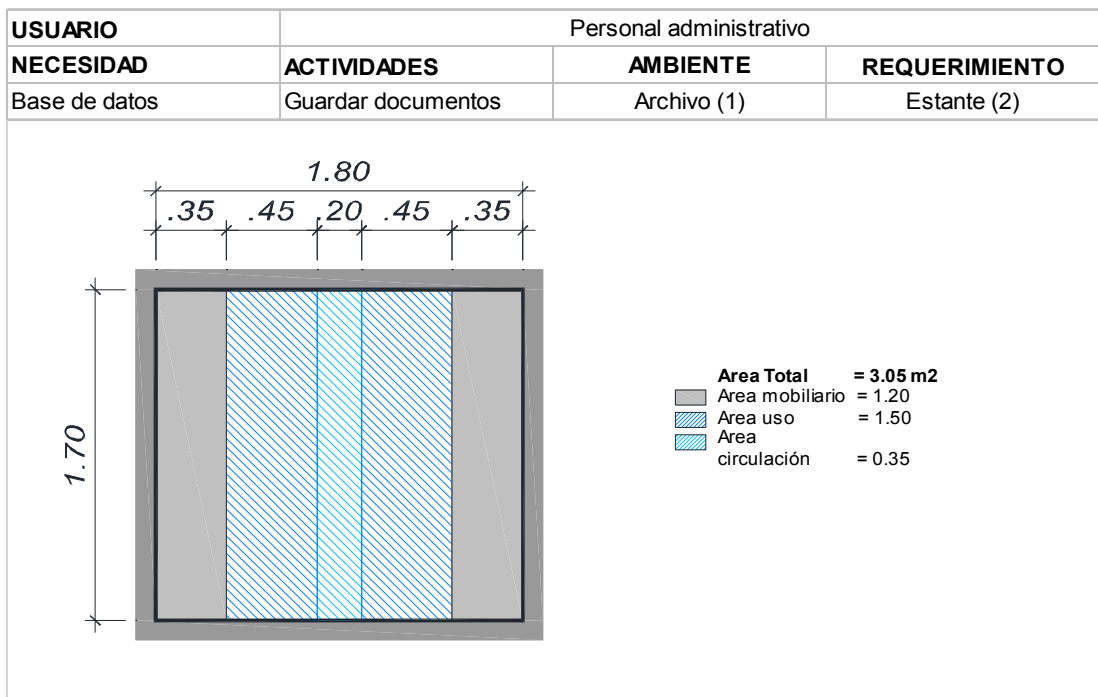 USUARIO Personal administrativo
NECESIDAD ACTIVIDADES AMBIENTE REQUERIMIENTO
Base de datos Guardar documentos Archivo (1) Estante (2)
1.80
.35 .45 .20 .45 .35
1.70
Area Total = 3.05 m2
Area mobiliario = 1.20
Area uso = 1.50
Area
circulación = 0.35